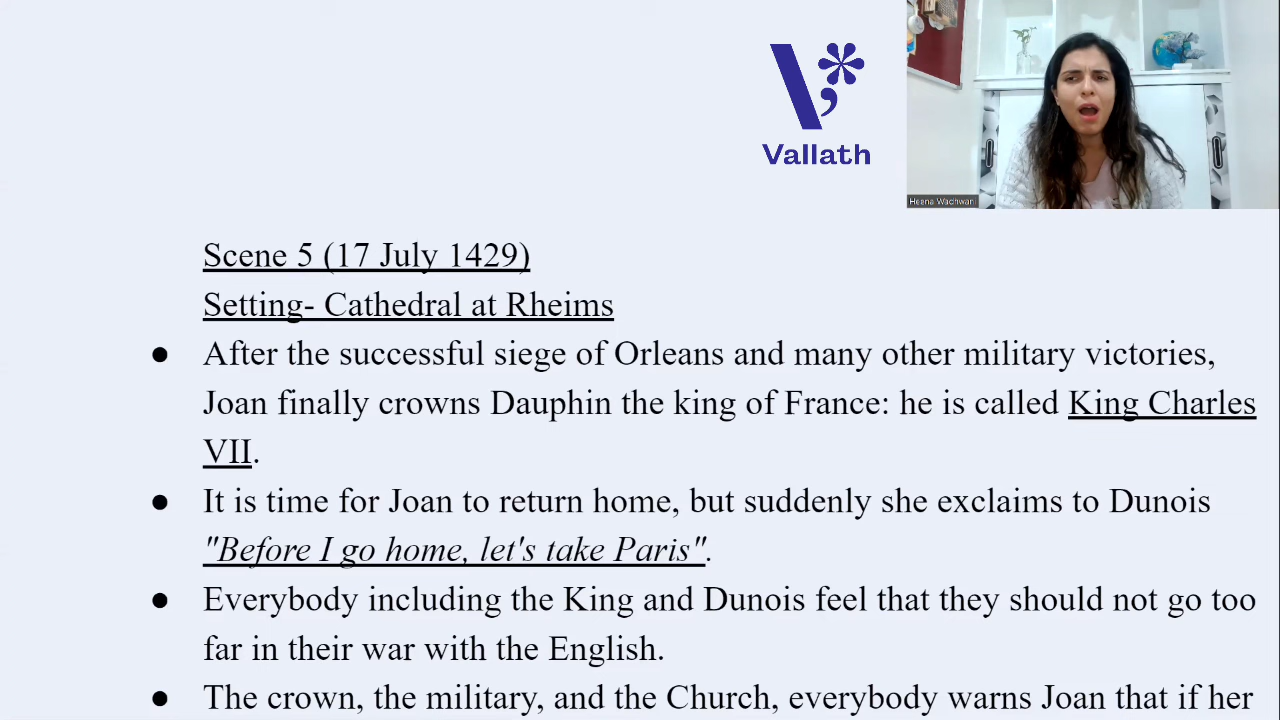 Vallath
Heena Wadhwani
Scene 5 (17 July 1429)
Setting- Cathedral at Rheims
● After the successful siege of Orleans and many other military victories,
Joan finally crowns Dauphin the king of France: he is called King Charles
VII.
● It is time for Joan to return home, but suddenly she exclaims to Dunois
"Before I go home, let's take Paris".
● Everybody including the King and Dunois feel that they should not go too
far in their war with the English.
● The crown, the military, and the Church, everybody warns Joan that if her